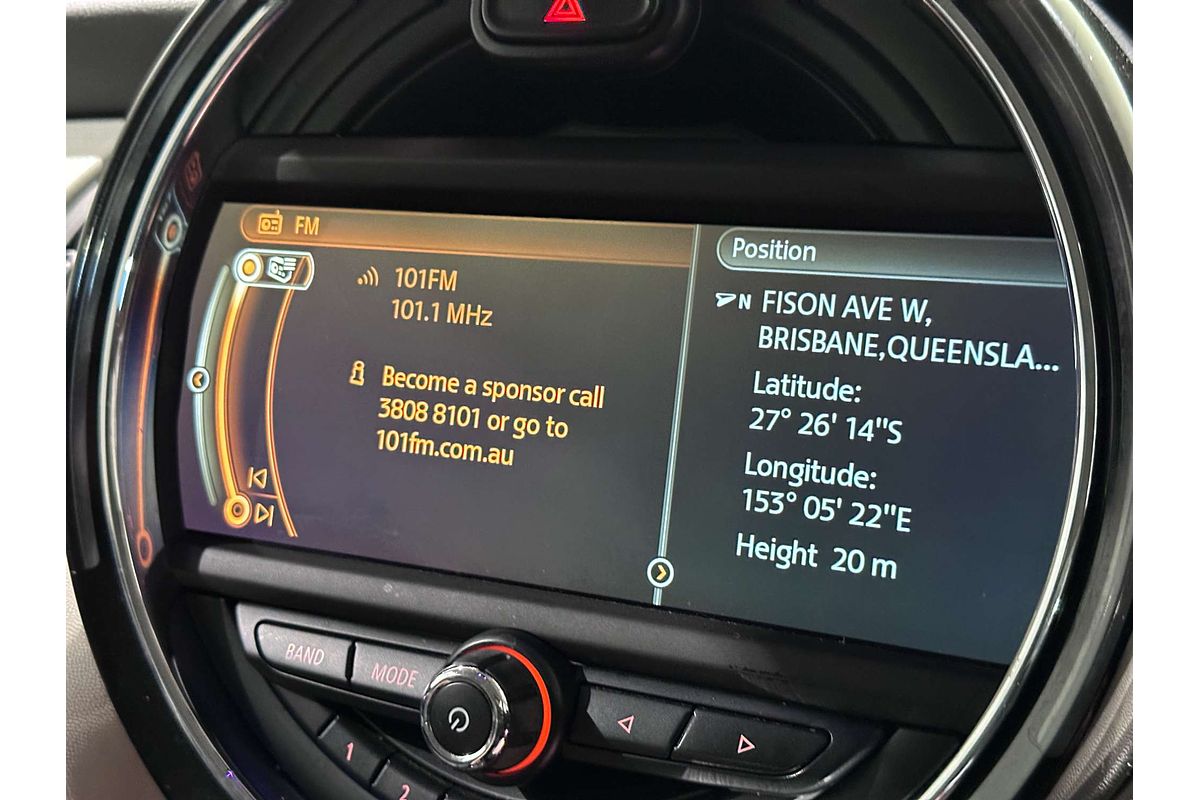 FM
101FM
101.1 MHz
Become a sponsor call
3808 8101 or go to
101fm.com.au
Position
N FISON AVE W,
BRISBANE,QUEENSLA...
Latitude:
27° 26' 14"S
Longitude:
153° 05' 22"E
Height 20 m
BAND
MODE
1
2